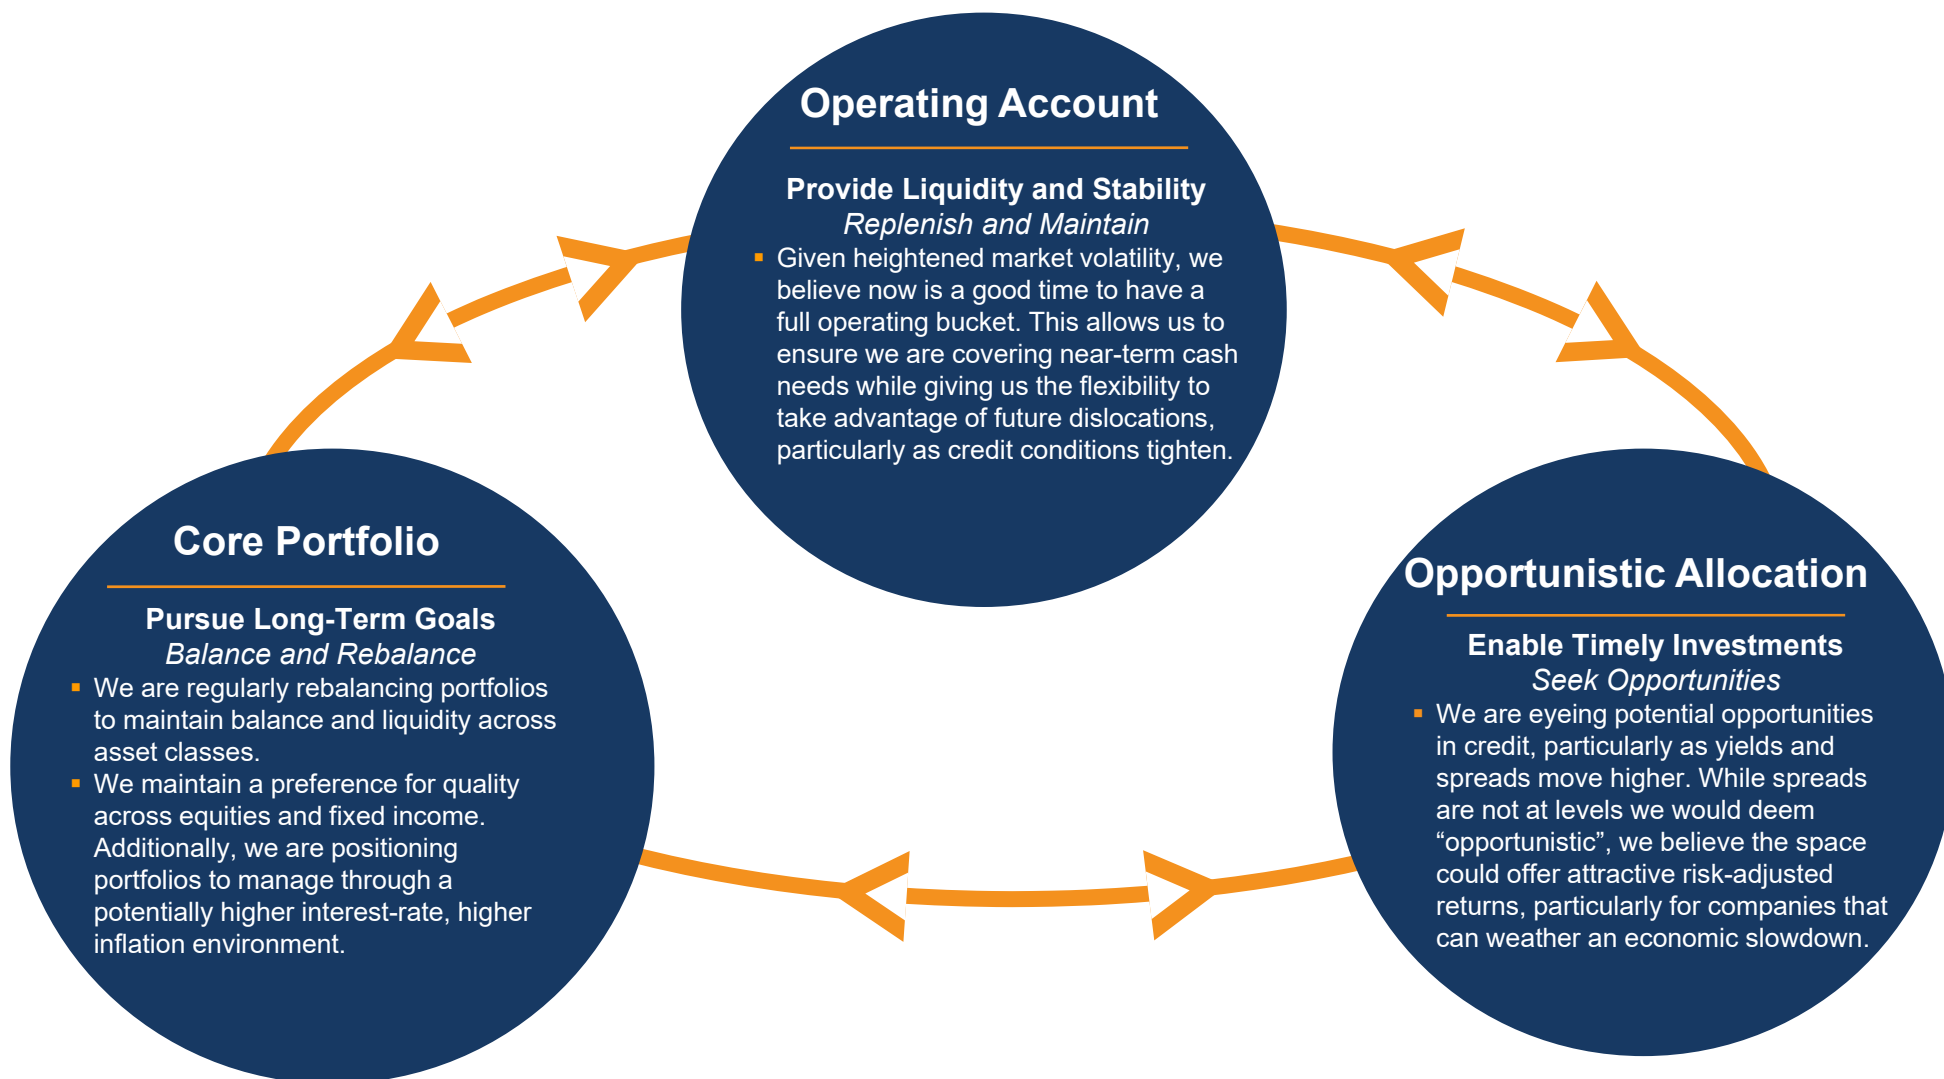 Operating Account
Provide Liquidity and Stability
Replenish and Maintain
▪ Given heightened market volatility, we
believe now is a good time to have a
full operating bucket. This allows us to
ensure we are covering near-term cash
needs while giving us the flexibility to
take advantage of future dislocations,
particularly as credit conditions tighten.
Core Portfolio
Pursue Long-Term Goals
Balance and Rebalance
▪ We are regularly rebalancing portfolios
to maintain balance and liquidity across
asset classes.
▪ We maintain a preference for quality
across equities and fixed income.
Additionally, we are positioning
portfolios to manage through a
potentially higher interest-rate, higher
inflation environment.
Opportunistic Allocation
Enable Timely Investments
Seek Opportunities
▪ We are eyeing potential opportunities
in credit, particularly as yields and
spreads move higher. While spreads
are not at levels we would deem
“opportunistic”, we believe the space
could offer attractive risk-adjusted
returns, particularly for companies that
can weather an economic slowdown.